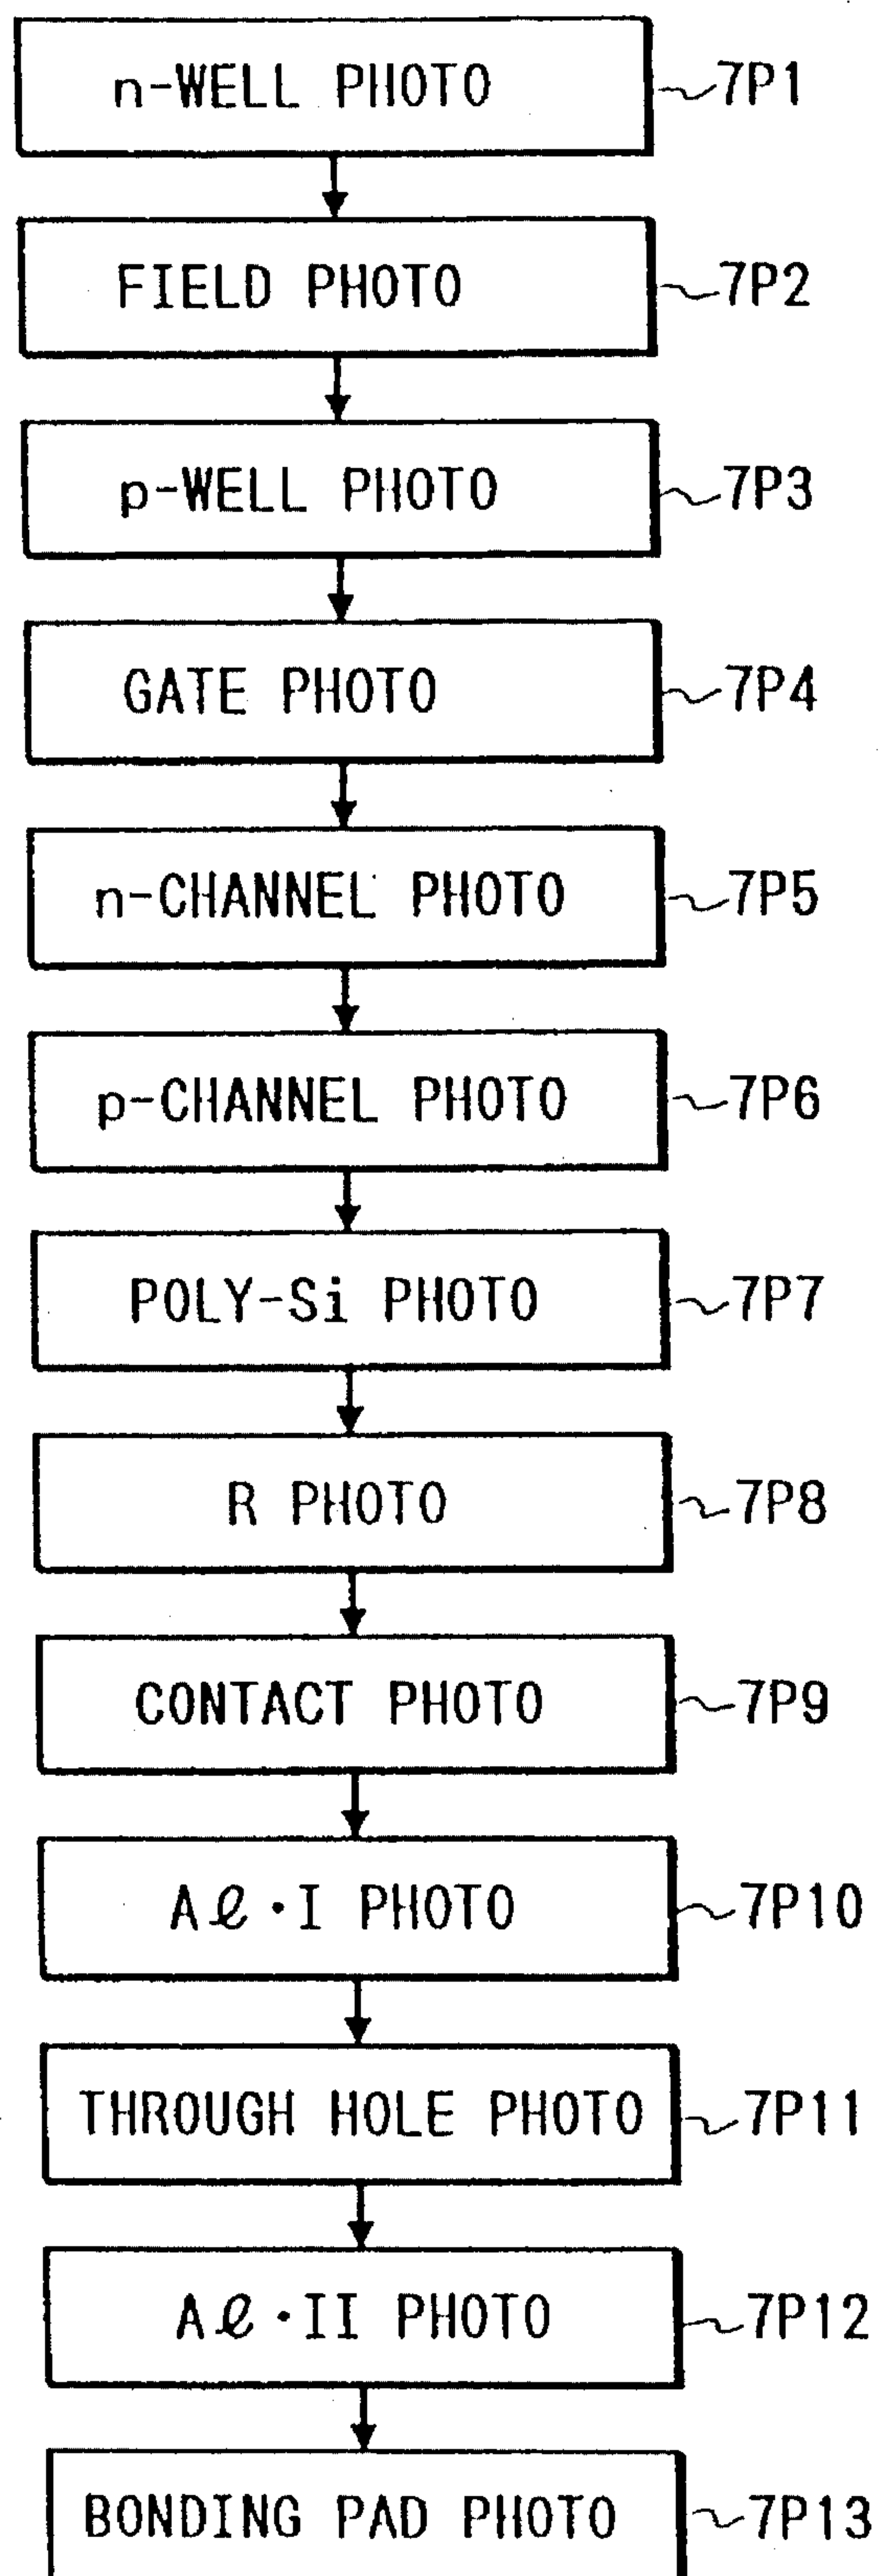 n-WELL PHOTO 7P1
FIELD PHOTO 7P2
p-WELL PHOTO 7P3
GATE PHOTO 7P4
n-CHANNEL PHOTO 7P5
p-CHANNEL PHOTO 7P6
POLY-Si PHOTO 7P7
R PHOTO 7P8
CONTACT PHOTO 7P9
Aℓ·I PHOTO 7P10
THROUGH HOLE PHOTO 7P11
Aℓ·II PHOTO 7P12
BONDING PAD PHOTO 7P13